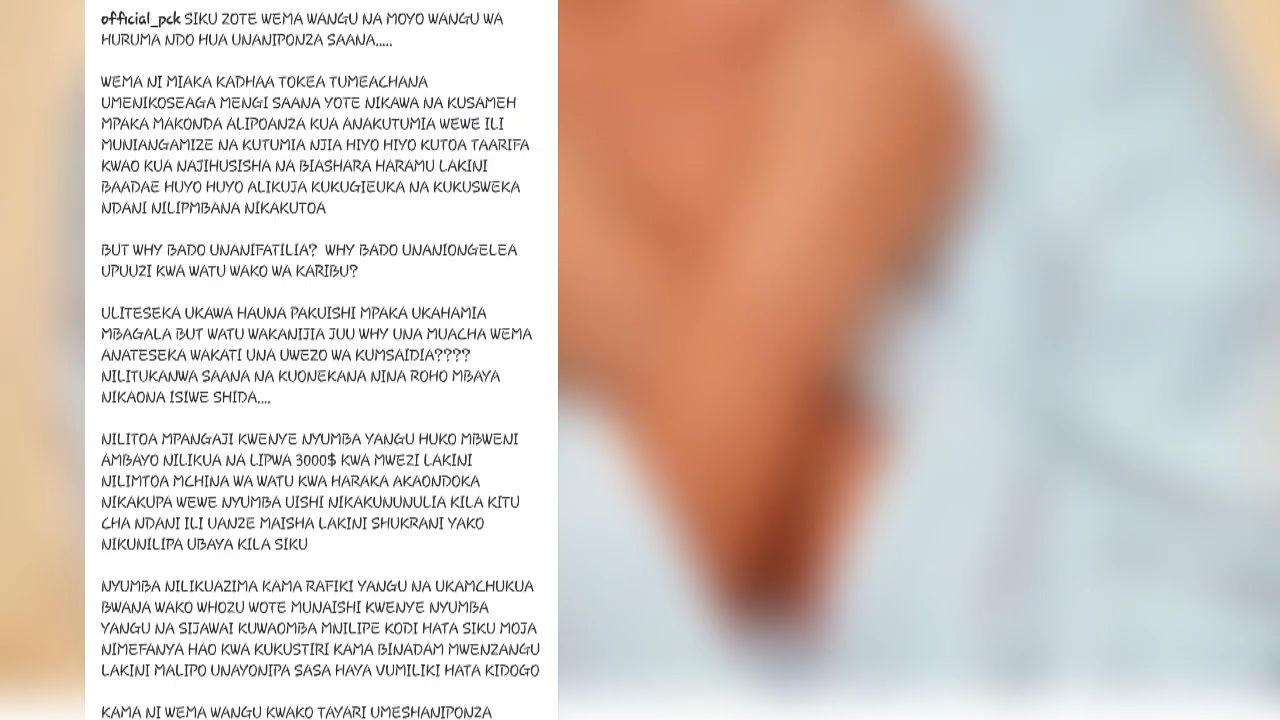 official_pck SIKU ZOTE WEMA WANGU NA MOYO WANGU WA
HURUMA NDO HUA UNANIPONZA SAANA.....
WEMA NI MIAKA KADHAA TOKEA TUMEACHANA
UMENIKOSEAGA MENGI SAANA YOTE NIKAWA NA KUSAMEH
MPAKA MAKONDA ALIPOANZA KUA ANAKUTUMIA WEWE ILI
MUNIANGAMIZE NA KUTUMIA NJIA HIYO HIYO KUTOA TAARIFA
KWAO KUA NAJIHUSISHA NA BIASHARA HARAMU LAKINI
BAADAE HUYO HUYO ALIKUJA KUKUGIEUKA NA KUKUSWEKA
NDANI NILIPMBANA NIKAKUTOA
BUT WHY BADO UNANIFATILIA? WHY BADO UNANIONGELEA
UPUUZI KWA WATU WAKO WA KARIBU?
ULITESEKA UKAWA HAUNA PAKUISHI MPAKA UKAHAMIA
MBAGALA BUT WATU WAKANIJIA JUU WHY UNA MUACHA WEMA
ANATESEKA WAKATI UNA UWEZO WA KUMSAIDIA????
NILITUKANWA SAANA NA KUONEKANA NINA ROHO MBAYA
NIKAONA ISIWE SHIDA....
NILITOA MPANGAJI KWENYE NYUMBA YANGU HUKO MBWENI
AMBAYO NILIKUA NA LIPWA 3000$ KWA MWEZI LAKINI
NILIMTOA MCHINA WA WATU KWA HARAKA AKAONDOKA
NIKAKUPA WEWE NYUMBA UISHI NIKAKUNUNULIA KILA KITU
CHA NDANI ILI UANZE MAISHA LAKINI SHUKRANI YAKO
NIKUNILIPA UBAYA KILA SIKU
NYUMBA NILIKUAZIMA KAMA RAFIKI YANGU NA UKAMCHUKUA
BWANA WAKO WHOZU WOTE MUNAISHI KWENYE NYUMBA
YANGU NA SIJAWAI KUWAOMBA MNILIPE KODI HATA SIKU MOJA
NIMEFANYA HAO KWA KUKUSTIRI KAMA BINADAM MWENZANGU
LAKINI MALIPO UNAYONIPA SASA HAYA VUMILIKI HATA KIDOGO
KAMA NI WEMA WANGU KWAKO TAYARI UMESHANIPONZA